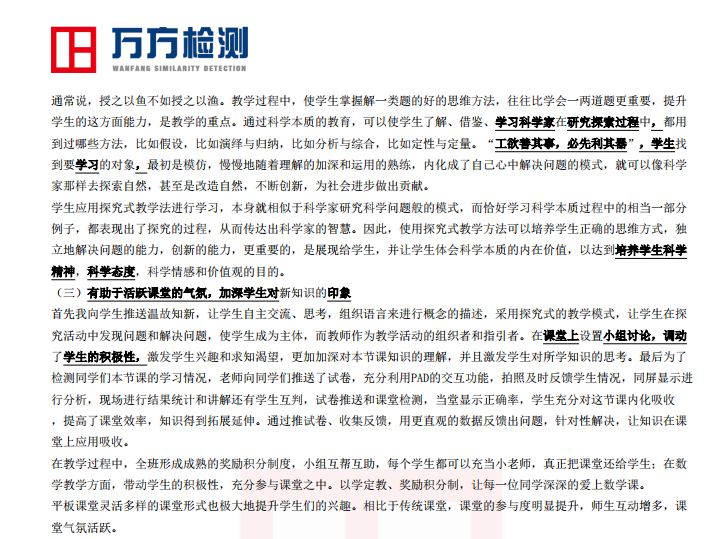 万方检测
WANFANG SIMILARITY DETECTION
通常说，授之以鱼不如授之以渔。教学过程中，使学生掌握解一类题的好的思维方法，往往比学会一两道题更重要，提升
学生的这方面能力，是教学的重点。通过科学本质的教育，可以使学生了解、借鉴、学习科学家在研究探索过程中，都用
到过哪些方法，比如假设，比如演绎与归纳，比如分析与综合，比如定性与定量。“工欲善其事，必先利其器”，学生找
到要学习的对象，最初是模仿，慢慢地随着理解的加深和运用的熟练，内化成了自己心中解决问题的模式，就可以像科学
家那样去探索自然，甚至是改造自然，不断创新，为社会进步做出贡献。
学生应用探究式教学法进行学习，本身就相似于科学家研究科学问题般的模式，而恰好学习科学本质过程中的相当一部分
例子，都表现出了探究的过程，从而传达出科学家的智慧。因此，使用探究式教学方法可以培养学生正确的思维方式，独
立地解决问题的能力，创新的能力，更重要的，是展现给学生，并让学生体会科学本质的内在价值，以达到培养学生科学
精神，科学态度，科学情感和价值观的目的。
（三）有助于活跃课堂的气氛，加深学生对新知识的印象
首先我向学生推送温故知新，让学生自主交流、思考，组织语言来进行概念的描述，采用探究式的教学模式，让学生在探
究活动中发现问题和解决问题，使学生成为主体，而教师作为教学活动的组织者和指引者。在课堂上设置小组讨论，调动
了学生的积极性，激发学生兴趣和求知渴望，更加加深对本节课知识的理解，并且激发学生对所学知识的思考。最后为了
检测同学们本节课的学习情况，老师向同学们推送了试卷，充分利用PAD的交互功能，拍照及时反馈学生情况，同屏显示进
行分析，现场进行结果统计和讲解还有学生互判，试卷推送和课堂检测，当堂显示正确率，学生充分对这节课内化吸收
，提高了课堂效率，知识得到拓展延伸。通过推试卷、收集反馈，用更直观的数据反馈出问题，针对性解决，让知识在课
堂上应用吸收。
在教学过程中，全班形成成熟的奖励积分制度，小组互帮互助，每个学生都可以充当小老师，真正把课堂还给学生；在数
学教学方面，带动学生的积极性，充分参与课堂之中。以学定教、奖励积分制，让每一位同学深深的爱上数学课。
平板课堂灵活多样的课堂形式也极大地提升学生们的兴趣。相比于传统课堂，课堂的参与度明显提升，师生互动增多，课
堂气氛活跃。